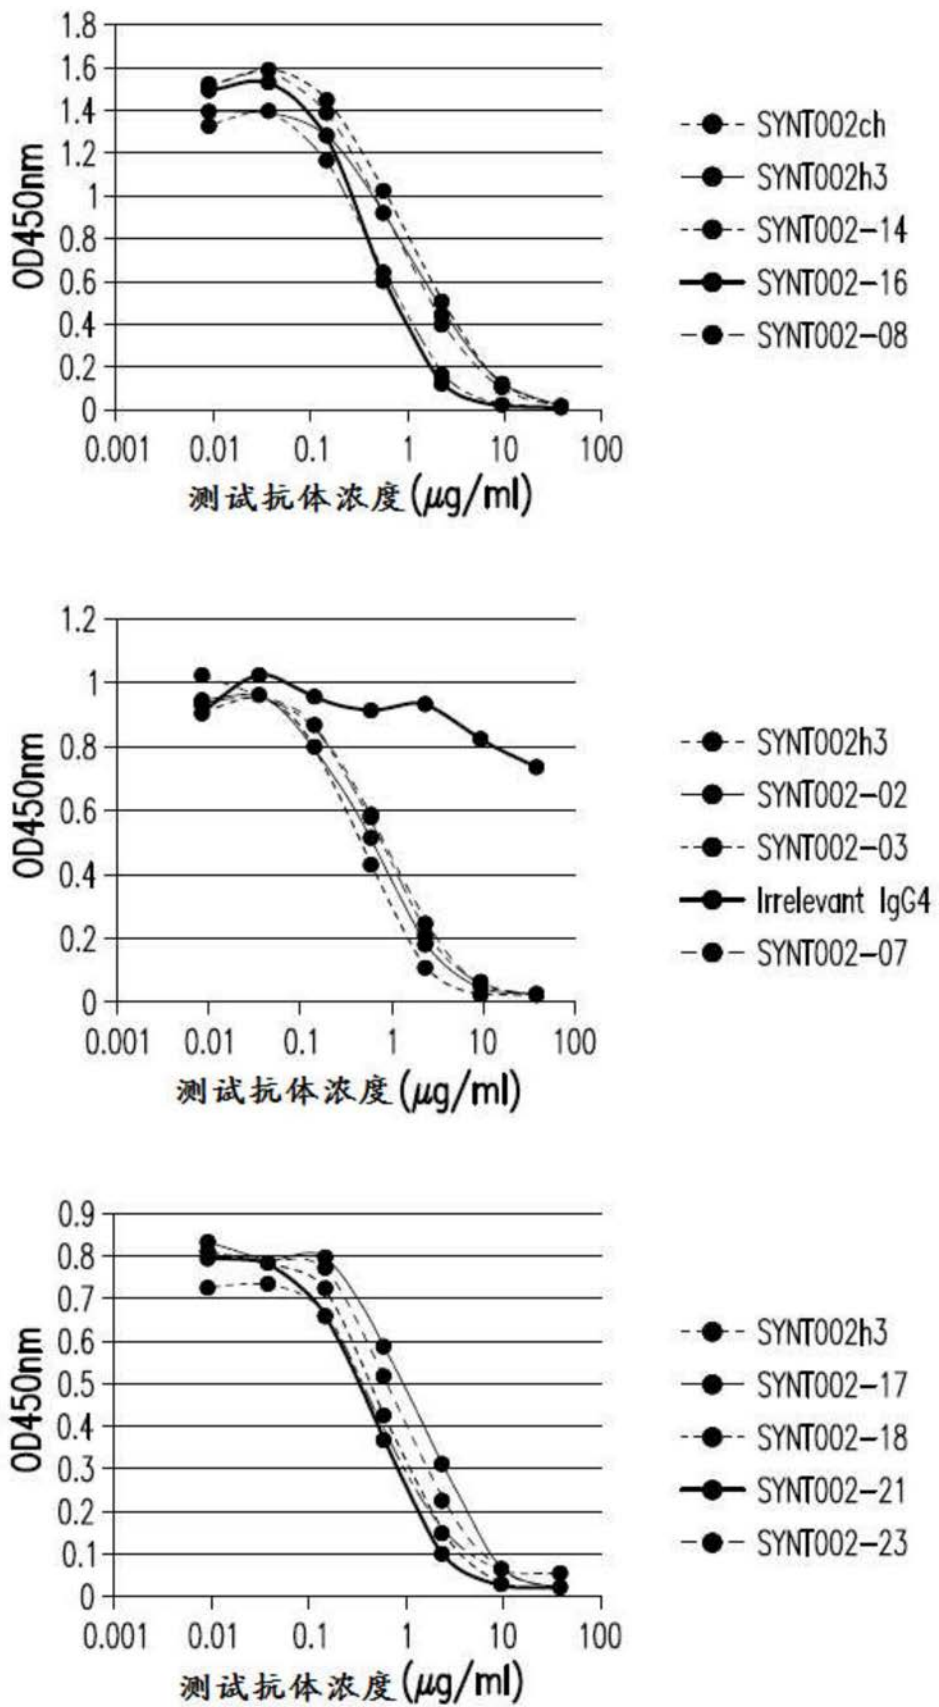 OD450nm
1.8
1.6
1.4
1.2
1
0.8
0.6
0.4
0.2
0
0.001 0.01 0.1 1 10 100
测试抗体浓度(μg/ml)
SYNT002ch
SYNT002h3
SYNT002-14
SYNT002-16
SYNT002-08
OD450nm
1.2
1
0.8
0.6
0.4
0.2
0
0.001 0.01 0.1 1 10 100
测试抗体浓度(μg/ml)
SYNT002h3
SYNT002-02
SYNT002-03
Irrelevant IgG4
SYNT002-07
OD450nm
0.9
0.8
0.7
0.6
0.5
0.4
0.3
0.2
0.1
0
0.001 0.01 0.1 1 10 100
测试抗体浓度(μg/ml)
SYNT002h3
SYNT002-17
SYNT002-18
SYNT002-21
SYNT002-23